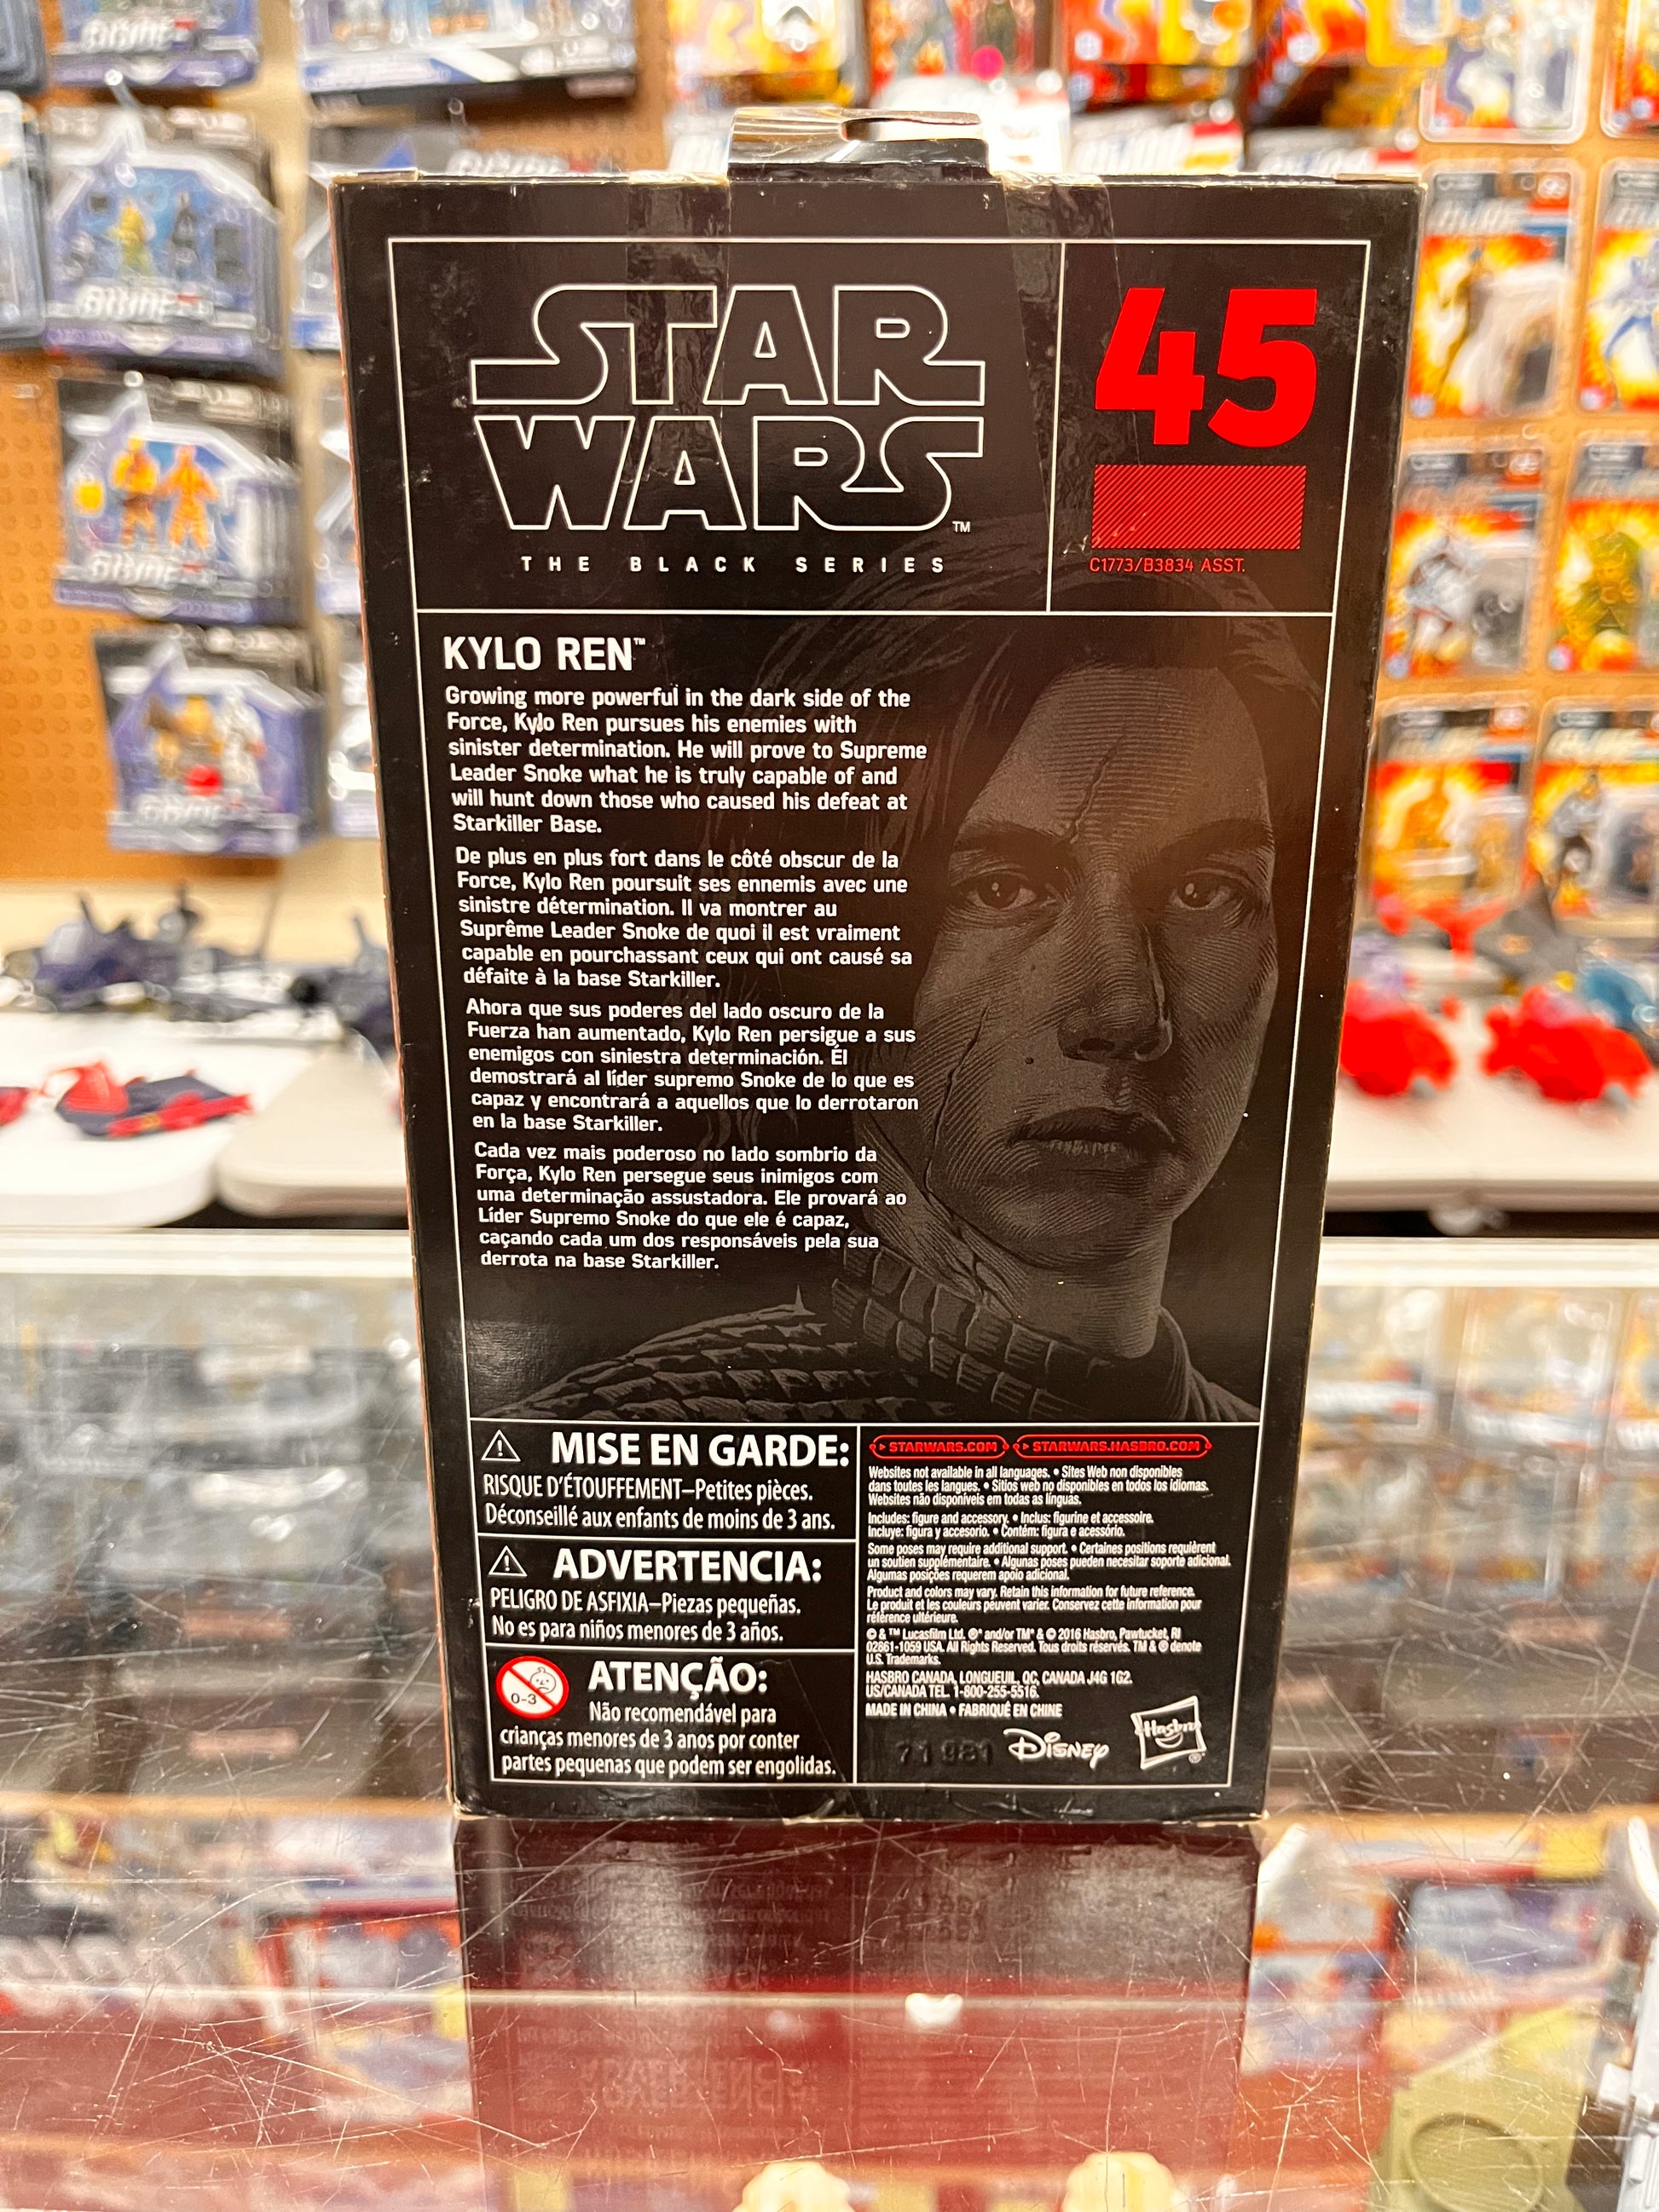 STAR
WARS™
THE BLACK SERIES
45
C1773/B3834 ASST.
KYLO REN™
Growing more powerful in the dark side of the
Force, Kylo Ren pursues his enemies with
sinister determination. He will prove to Supreme
Leader Snoke what he is truly capable of and
will hunt down those who caused his defeat at
Starkiller Base.
De plus en plus fort dans le côté obscur de la
Force, Kylo Ren poursuit ses ennemis avec une
sinistre détermination. Il va montrer au
Suprême Leader Snoke de quoi il est vraiment
capable en pourchassant ceux qui ont causé sa
défaite à la base Starkiller.
Ahora que sus poderes del lado oscuro de la
Fuerza han aumentado, Kylo Ren persigue a sus
enemigos con siniestra determinación. Él
demostrará al líder supremo Snoke de lo que es
capaz y encontrará a aquellos que lo derrotaron
en la base Starkiller.
Cada vez mais poderoso no lado sombrio da
Força, Kylo Ren persegue seus inimigos com
uma determinação assustadora. Ele provará ao
Líder Supremo Snoke do que ele é capaz,
caçando cada um dos responsáveis pela sua
derrota na base Starkiller.
MISE EN GARDE:
RISQUE D'ÉTOUFFEMENT–Petites pièces.
Déconseillé aux enfants de moins de 3 ans.
ADVERTENCIA:
PELIGRO DE ASFIXIA–Piezas pequeñas.
No es para niños menores de 3 años.
0-3
ATENÇÃO:
Não recomendável para
crianças menores de 3 anos por conter
partes pequenas que podem ser engolidas.
STARWARS.COM STARWARS.HASBRO.COM
Websites not available in all languages. • Sites Web non disponibles
dans toutes les langues. • Sitios web no disponibles en todos los idiomas.
Websites não disponíveis em todas as línguas.
Includes: figure and accessory. • Inclus: figurine et accessoire.
Incluye: figura y accesorio. • Contém: figura e acessório.
Some poses may require additional support. • Certaines positions requièrent
un soutien supplémentaire. • Algunas poses pueden necesitar soporte adicional.
Algumas posições requerem apoio adicional.
Product and colors may vary. Retain this information for future reference.
Le produit et les couleurs peuvent varier. Conservez cette information pour
référence ultérieure.
© & ™ Lucasfilm Ltd. ®* and/or TM* & © 2016 Hasbro, Pawtucket, RI
02861-1059 USA. All Rights Reserved. Tous droits réservés. TM & ® denote
U.S. Trademarks.
HASBRO CANADA, LONGUEUIL, QC, CANADA J4G 1G2.
US/CANADA TEL. 1-800-255-5516.
MADE IN CHINA • FABRIQUÉ EN CHINE
Disney
Hasbro®